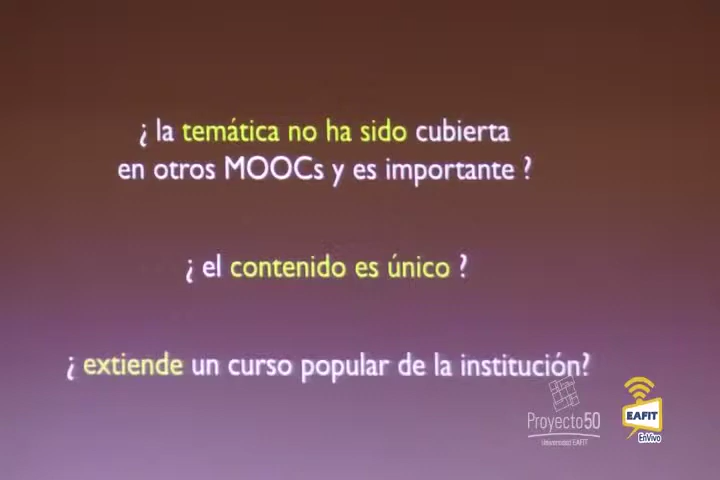 ¿ la temática no ha sido cubierta
en otros MOOCs y es importante ?
¿ el contenido es único ?
¿ extiende un curso popular de la institución?
Proyecto50
Universidad EAFIT
EAFIT
EnVivo